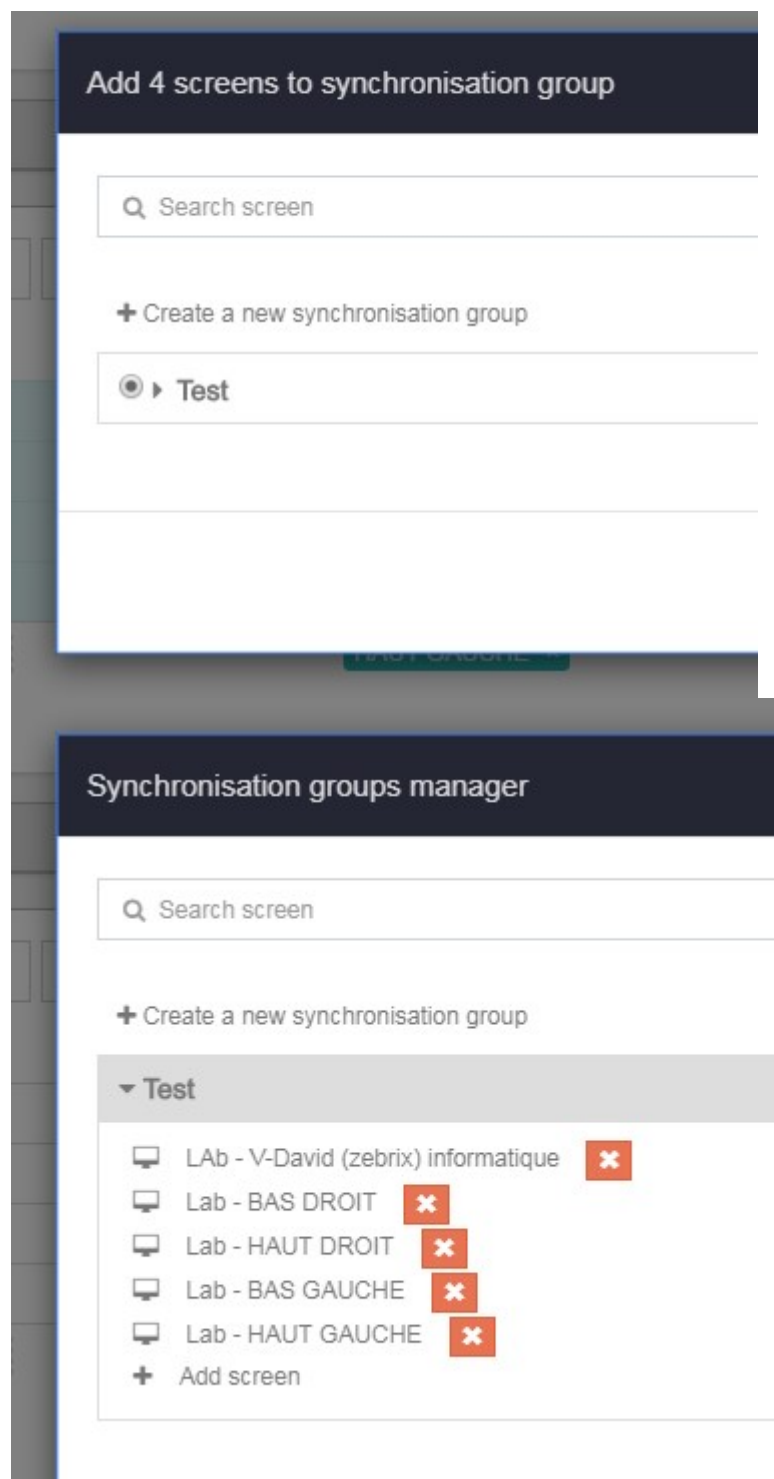 Add 4 screens to synchronisation group
Search screen
Create a new synchronisation group
Test
HAUT GAUCHE
Synchronisation groups manager
Search screen
Create a new synchronisation group
Test
LAb - V-David (zebrix) informatique
Lab - BAS DROIT
Lab - HAUT DROIT
Lab - BAS GAUCHE
Lab - HAUT GAUCHE
Add screen